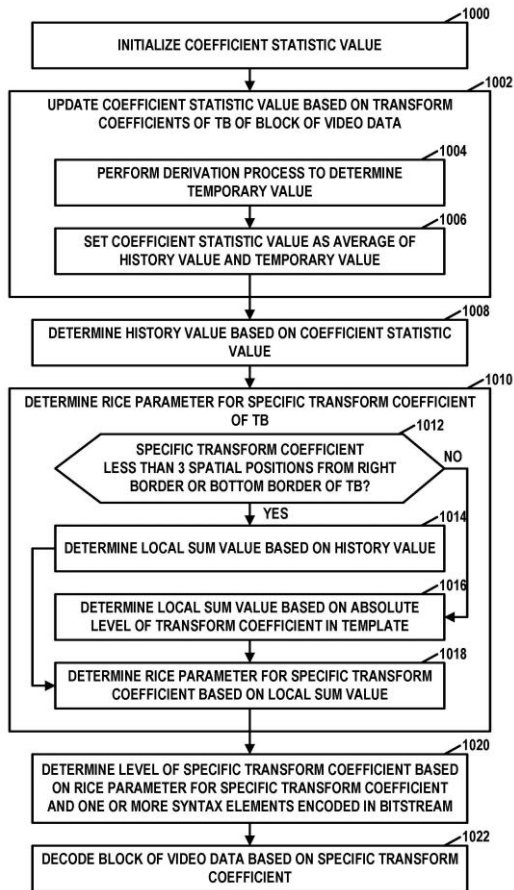 1000
INITIALIZE COEFFICIENT STATISTIC VALUE
1002
UPDATE COEFFICIENT STATISTIC VALUE BASED ON TRANSFORM
COEFFICIENTS OF TB OF BLOCK OF VIDEO DATA
1004
PERFORM DERIVATION PROCESS TO DETERMINE
TEMPORARY VALUE
1006
SET COEFFICIENT STATISTIC VALUE AS AVERAGE OF
HISTORY VALUE AND TEMPORARY VALUE
1008
DETERMINE HISTORY VALUE BASED ON COEFFICIENT STATISTIC
VALUE
1010
DETERMINE RICE PARAMETER FOR SPECIFIC TRANSFORM COEFFICIENT
OF TB
1012
SPECIFIC TRANSFORM COEFFICIENT
LESS THAN 3 SPATIAL POSITIONS FROM RIGHT
BORDER OR BOTTOM BORDER OF TB?
NO
YES
1014
DETERMINE LOCAL SUM VALUE BASED ON HISTORY VALUE
1016
DETERMINE LOCAL SUM VALUE BASED ON ABSOLUTE
LEVEL OF TRANSFORM COEFFICIENT IN TEMPLATE
1018
DETERMINE RICE PARAMETER FOR SPECIFIC TRANSFORM
COEFFICIENT BASED ON LOCAL SUM VALUE
1020
DETERMINE LEVEL OF SPECIFIC TRANSFORM COEFFICIENT BASED
ON RICE PARAMETER FOR SPECIFIC TRANSFORM COEFFICIENT
AND ONE OR MORE SYNTAX ELEMENTS ENCODED IN BITSTREAM
1022
DECODE BLOCK OF VIDEO DATA BASED ON SPECIFIC TRANSFORM
COEFFICIENT